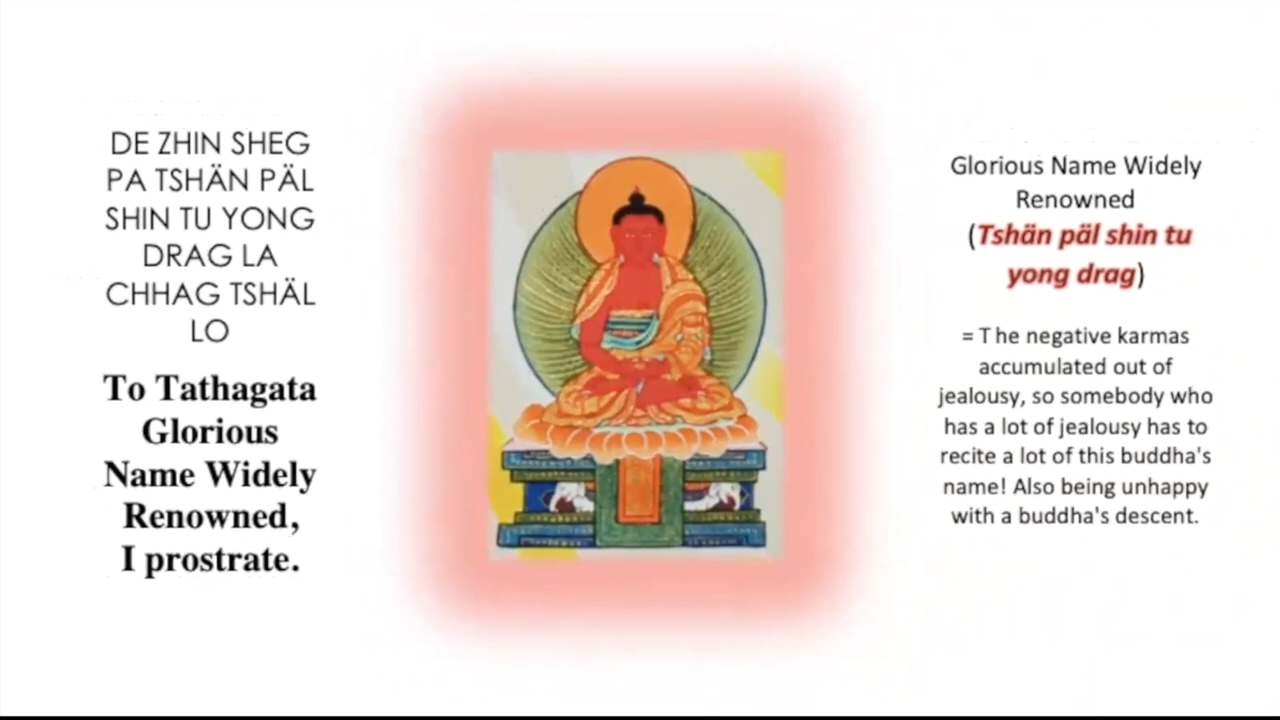 DE ZHIN SHEG
PA TSHÄN PÄL
SHIN TU YONG
DRAG LA
CHHAG TSHÄL
LO
To Tathagata
Glorious
Name Widely
Renowned,
I prostrate.
Glorious Name Widely
Renowned
(Tshän päl shin tu
yong drag)
= T he negative karmas
accumulated out of
jealousy, so somebody who
has a lot of jealousy has to
recite a lot of this buddha's
name! Also being unhappy
with a buddha's descent.